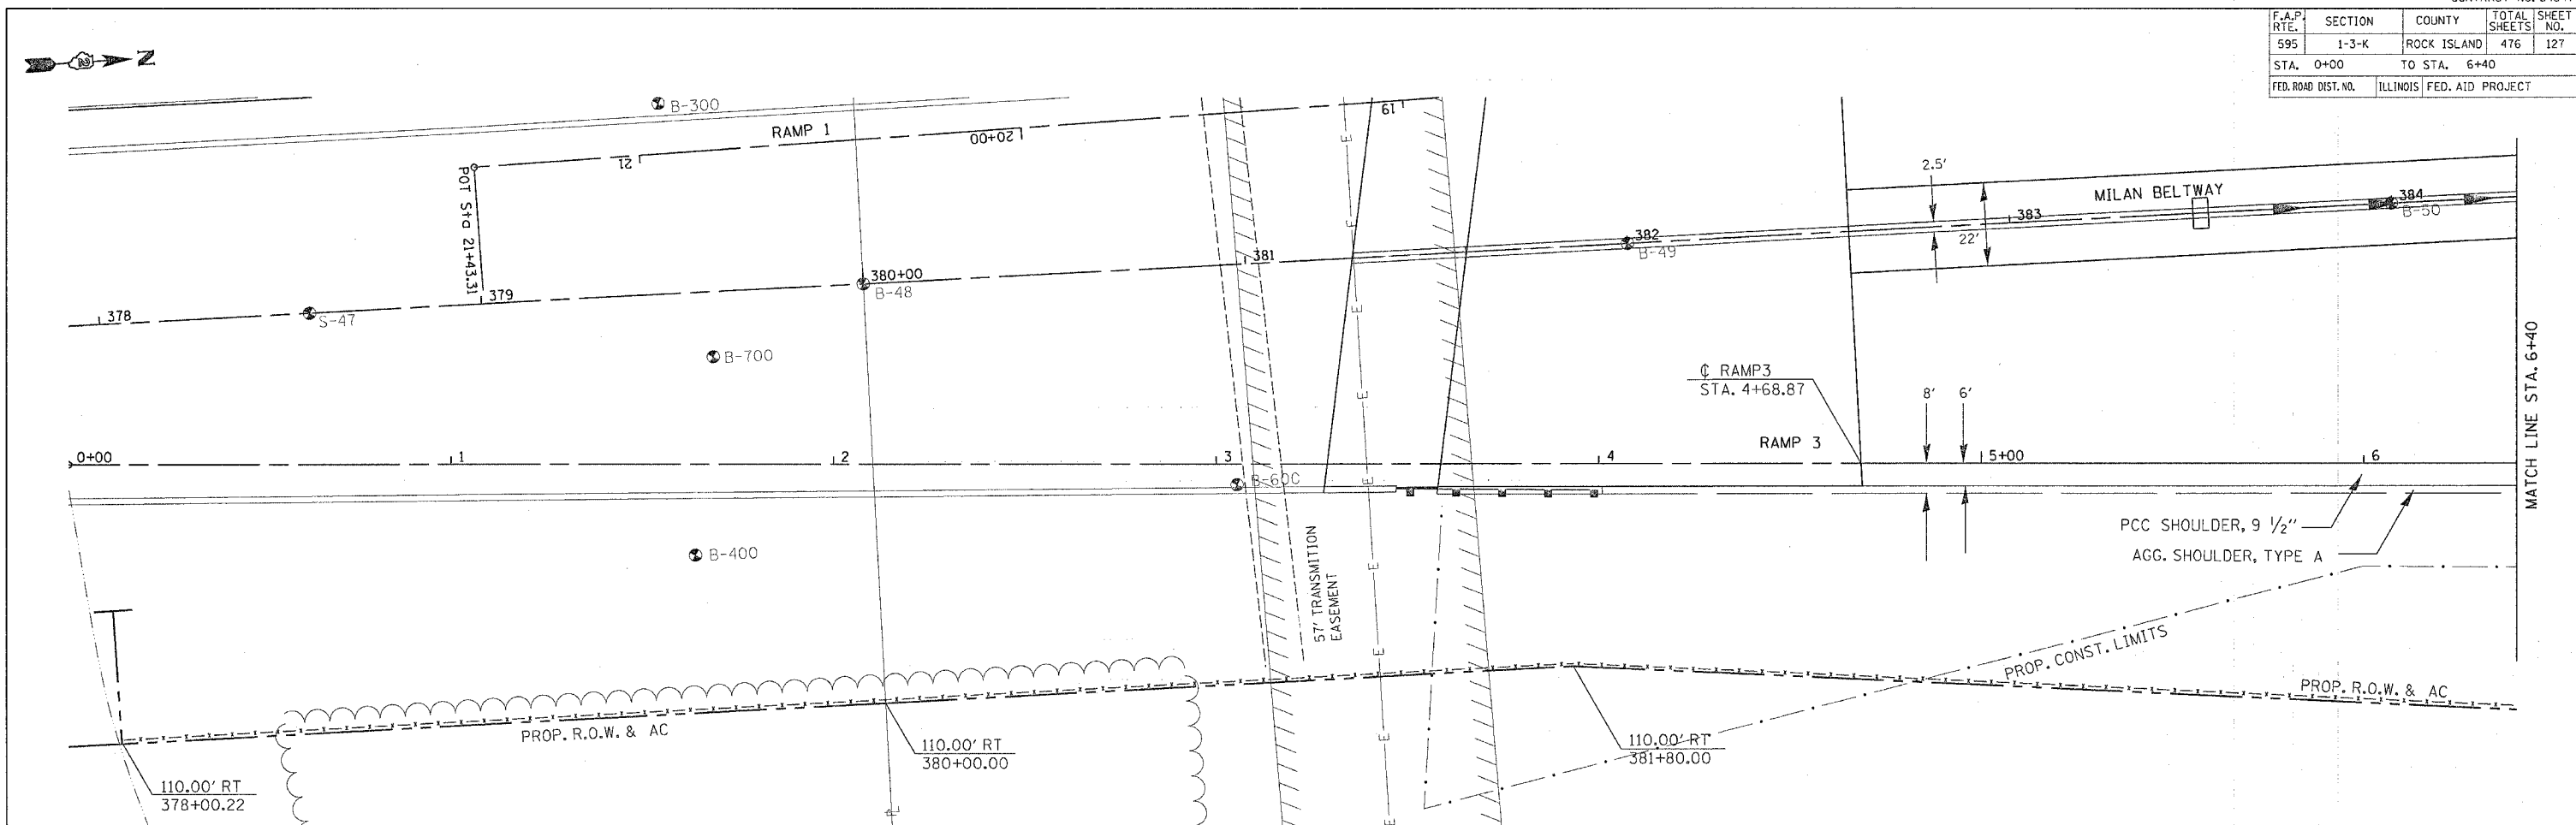 F.A.P. RTE. SECTION COUNTY TOTAL SHEETS SHEET NO.
595 1-3-K ROCK ISLAND 476 127
STA. 0+00 TO STA. 6+40
FED. ROAD DIST. NO. ILLINOIS FED. AID PROJECT
N
B-300
RAMP 1
21
20+00
19
POT Sta 21+43.31
2.5'
22'
MILAN BELTWAY
378
379
380+00
381
382
383
384
S-47
B-48
B-49
B-50
B-700
₵ RAMP3
STA. 4+68.87
8' 6'
RAMP 3
0+00
1
2
3
4
5+00
6
B-600
B-400
MATCH LINE STA. 6+40
PCC SHOULDER, 9 1/2"
AGG. SHOULDER, TYPE A
57' TRANSMITION
EASEMENT
E
E
E
E
E
E
E
E
E
E
E
E
PROP. CONST. LIMITS
PROP. R.O.W. & AC
PROP. R.O.W. & AC
110.00' RT
378+00.22
110.00' RT
380+00.00
110.00' RT
381+80.00